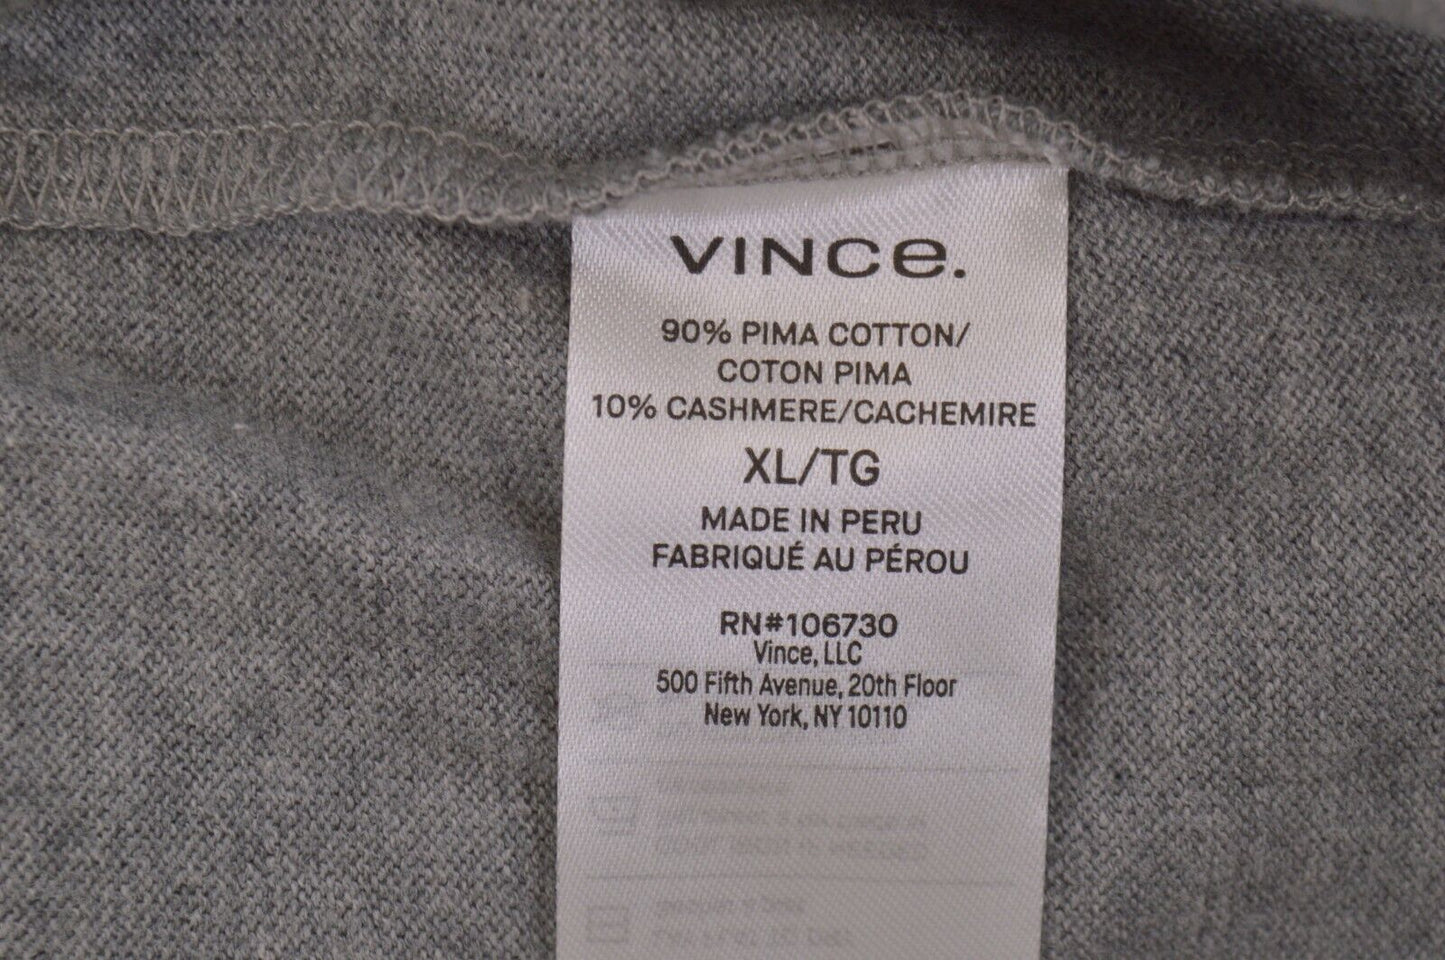 VINCe.
90% PIMA COTTON/
COTON PIMA
10% CASHMERE/CACHEMIRE
XL/TG
MADE IN PERU
FABRIQUÉ AU PÉROU
RN#106730
Vince, LLC
500 Fifth Avenue, 20th Floor
New York, NY 10110